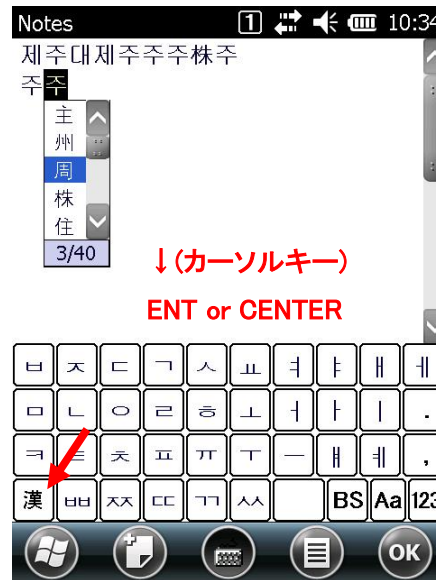 Notes 1 10:34
제주대제주주주株주
주주
主
州
周
株
住
3/40
↓(カーソルキー)
ENT or CENTER
ㅂ ㅈ ㄷ ㄱ ㅅ ㅛ ㅕ ㅑ ㅐ ㅔ
ㅁ ㄴ ㅇ ㄹ ㅎ ㅗ ㅓ ㅏ ㅣ .
ㅋ ㅌ ㅊ ㅍ ㅠ ㅜ ㅡ ㅒ ㅖ ,
漢 ㅃ ㅉ ㄸ ㄲ ㅆ BS Aa 123
OK